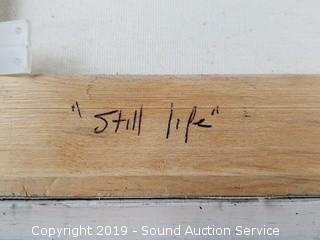 "Still life"
Copyright 2019 - Sound Auction Service